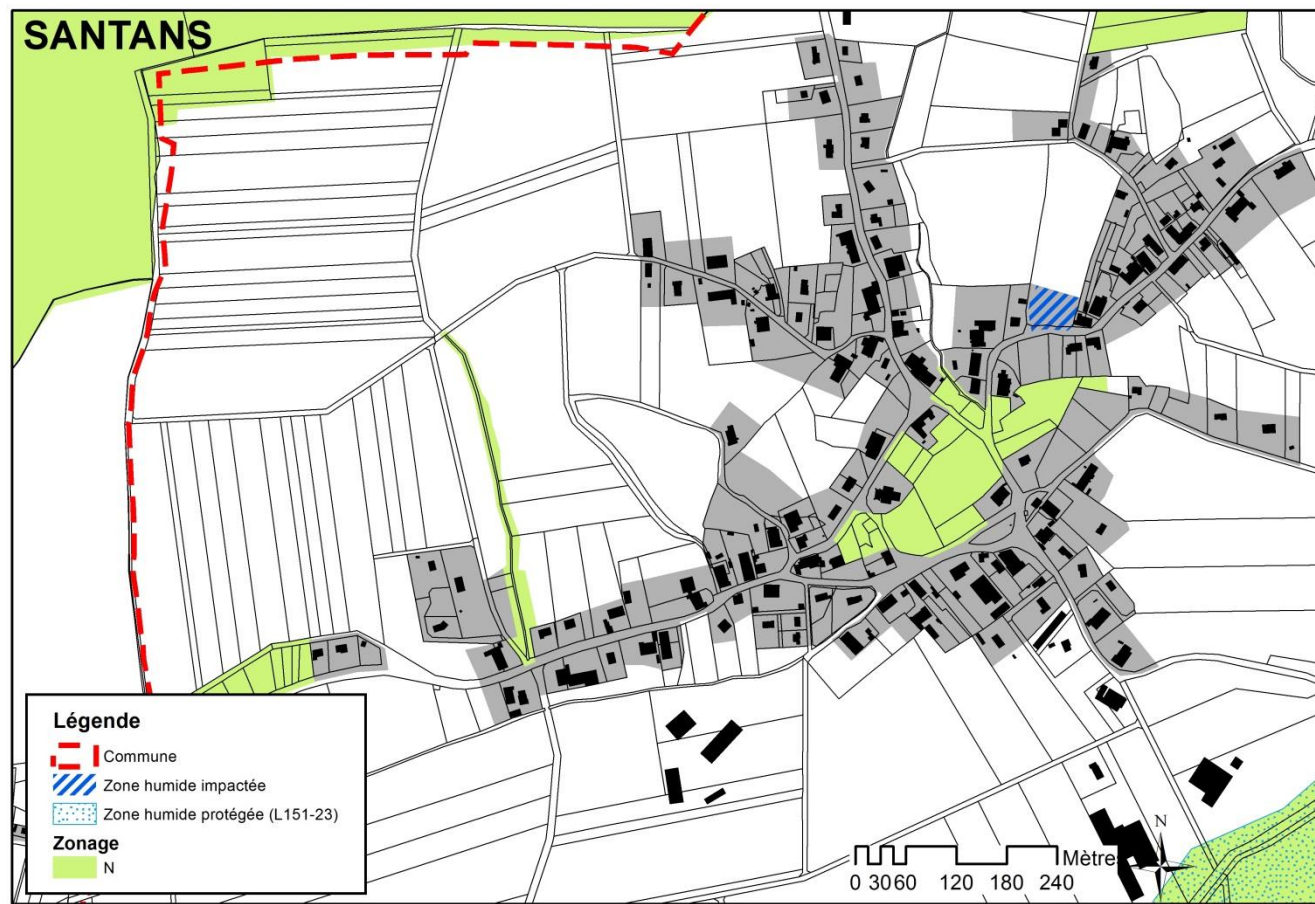 SANTANS
Légende
Commune
Zone humide impactée
Zone humide protégée (L151-23)
Zonage
N
N
Mètres
0 30 60 120 180 240